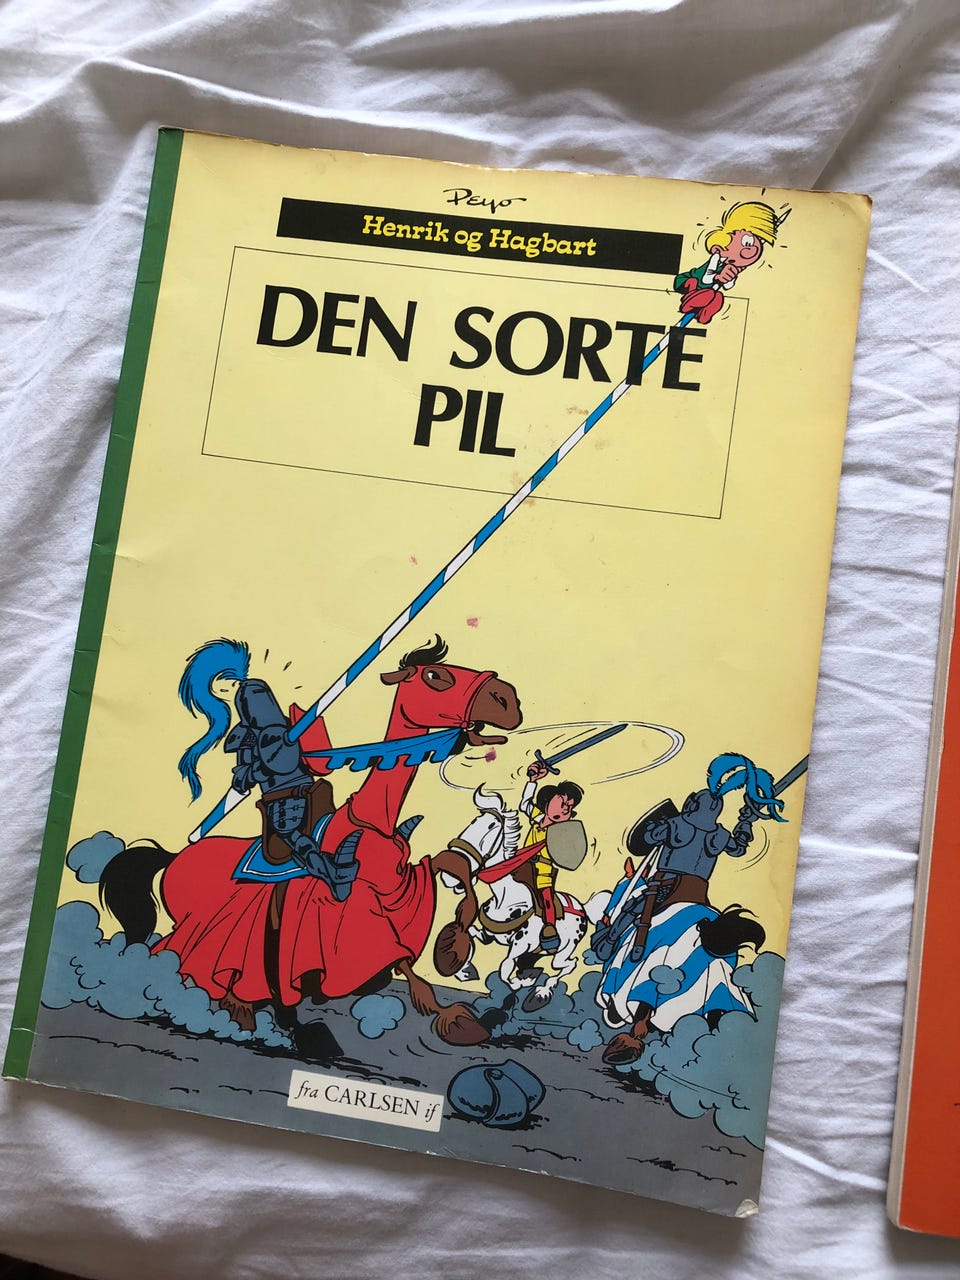 Peyo
Henrik og Hagbart
DEN SORTE
PIL
fra CARLSEN if